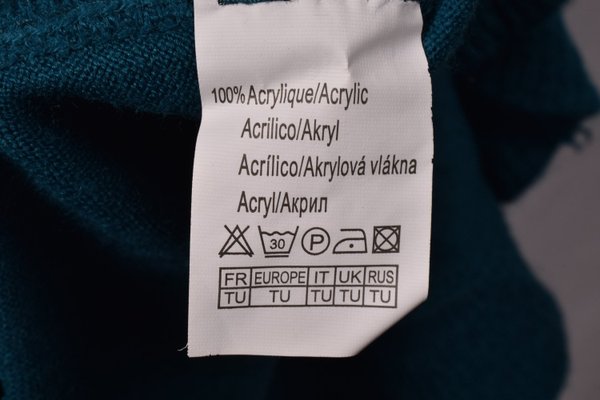 100% Acrylique/Acrylic
Acrilico/Akryl
Acrílico/Akrylová vlákna
Acryl/Акрил
30 P
FR EUROPE IT UK RUS
TU TU TU TU TU